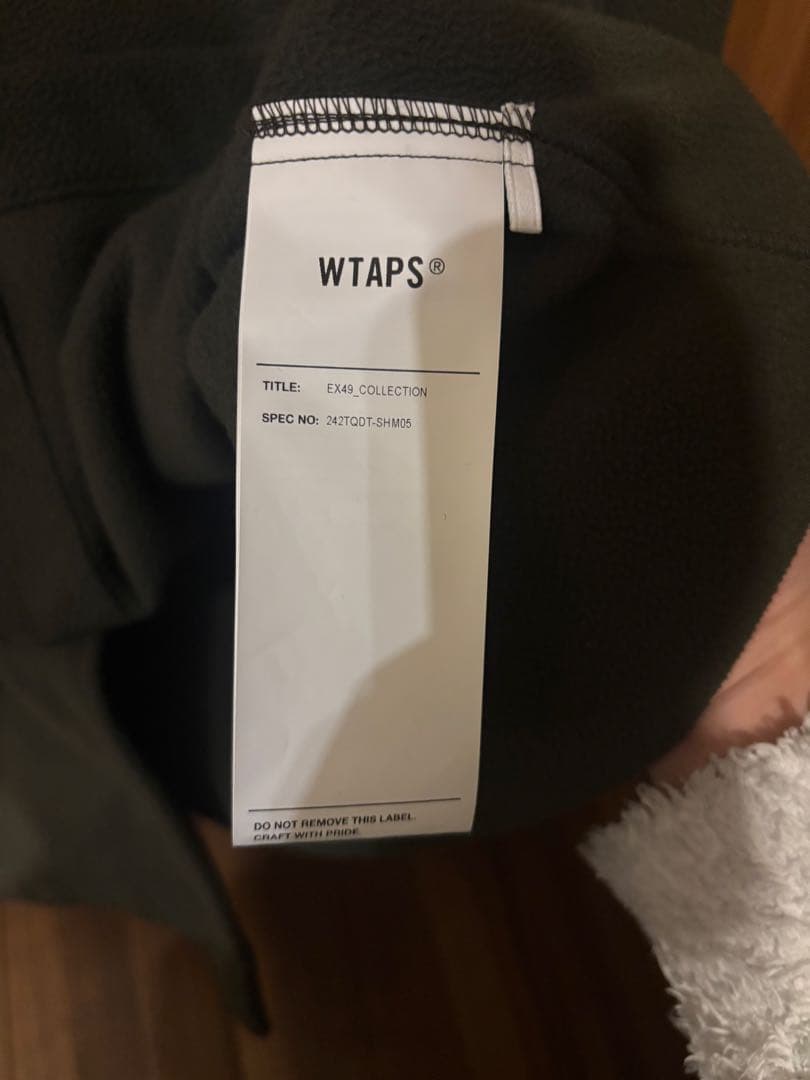 WTAPS®
TITLE: EX49_COLLECTION
SPEC NO: 242TQDT-SHM05
DO NOT REMOVE THIS LABEL.
CRAFT WITH PRIDE